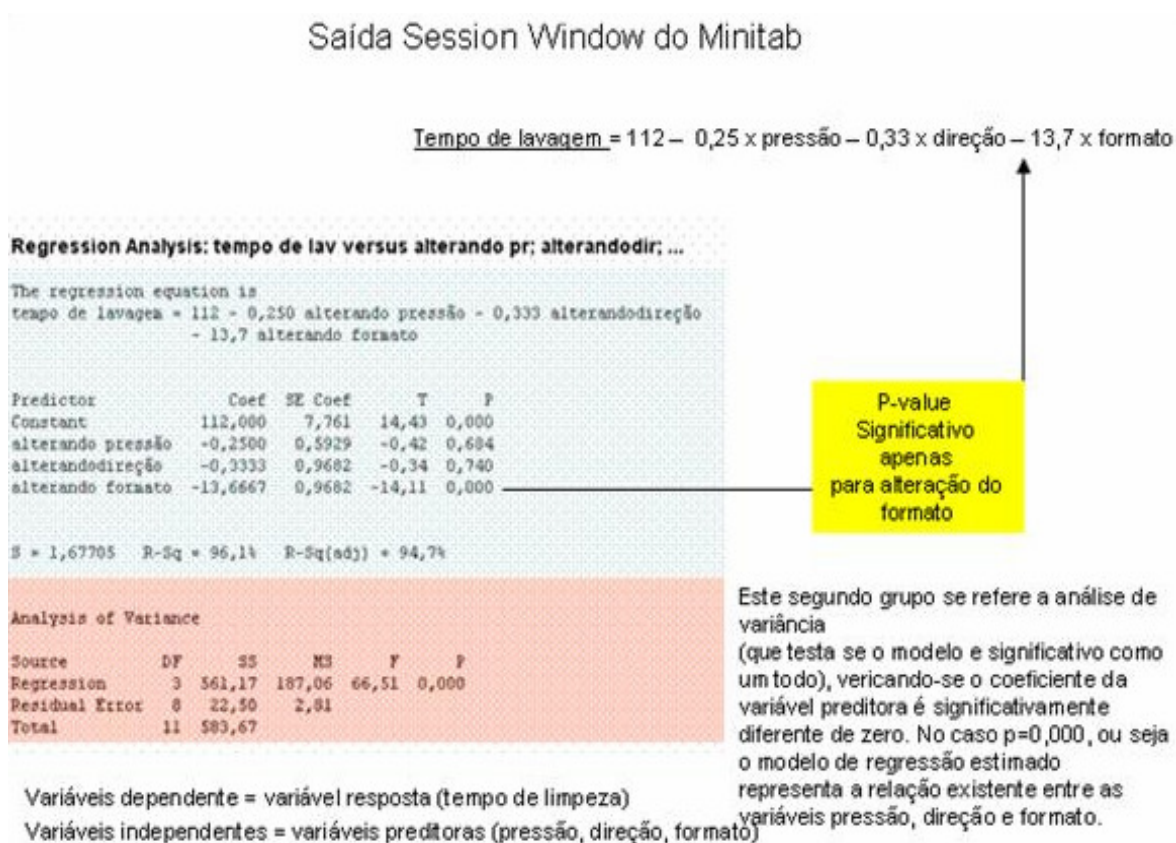 Saída Session Window do Minitab
Tempo de lavagem = 112 – 0,25 x pressão – 0,33 x direção – 13,7 x formato
Regression Analysis: tempo de lav versus alterando pr; alterandodir; ...
The regression equation is
tempo de lavagem = 112 - 0,250 alterando pressão - 0,333 alterandodireção
- 13,7 alterando formato
Predictor Coef SE Coef T P
Constant 112,000 7,761 14,43 0,000
alterando pressão -0,2500 0,5929 -0,42 0,684
alterandodireção -0,3333 0,9682 -0,34 0,740
alterando formato -13,6667 0,9682 -14,11 0,000
S = 1,67705 R-Sq = 96,1% R-Sq(adj) = 94,7%
P-value
Significativo
apenas
para alteração do
formato
Analysis of Variance
Source DF SS MS F P
Regression 3 561,17 187,06 66,51 0,000
Residual Error 8 22,50 2,81
Total 11 583,67
Este segundo grupo se refere a análise de
variância
(que testa se o modelo e significativo como
um todo), vericando-se o coeficiente da
variável preditora é significativamente
diferente de zero. No caso p=0,000, ou seja
o modelo de regressão estimado
representa a relação existente entre as
variáveis pressão, direção e formato.
Variáveis dependente = variável resposta (tempo de limpeza)
Variáveis independentes = variáveis preditoras (pressão, direção, formato)